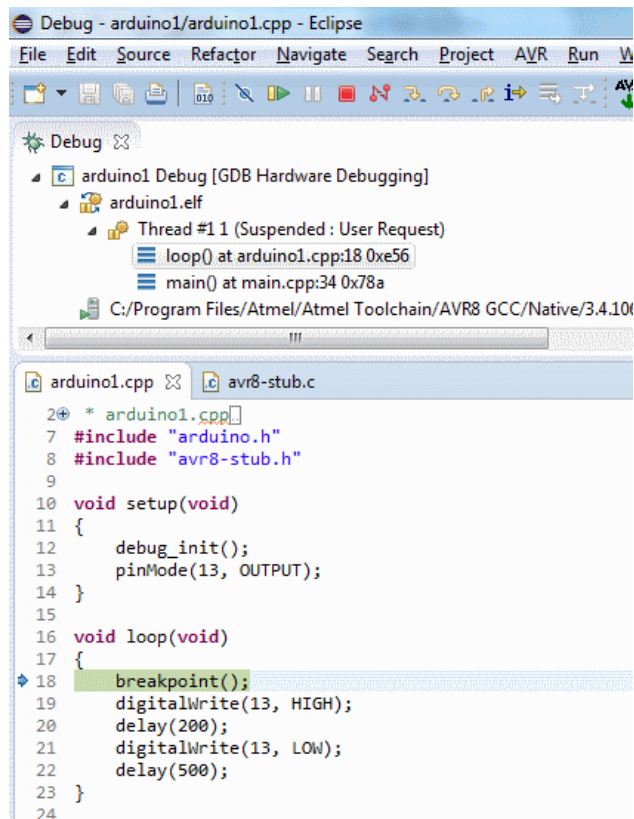 Debug - arduino1/arduino1.cpp - Eclipse
File Edit Source Refactor Navigate Search Project AVR Run
Debug
arduino1 Debug [GDB Hardware Debugging]
arduino1.elf
Thread #1 1 (Suspended : User Request)
loop() at arduino1.cpp:18 0xe56
main() at main.cpp:34 0x78a
C:/Program Files/Atmel/Atmel Toolchain/AVR8 GCC/Native/3.4.106
arduino1.cpp avr8-stub.c
2 * arduino1.cpp
7 #include "arduino.h"
8 #include "avr8-stub.h"
9
10 void setup(void)
11 {
12 debug_init();
13 pinMode(13, OUTPUT);
14 }
15
16 void loop(void)
17 {
18 breakpoint();
19 digitalWrite(13, HIGH);
20 delay(200);
21 digitalWrite(13, LOW);
22 delay(500);
23 }
24